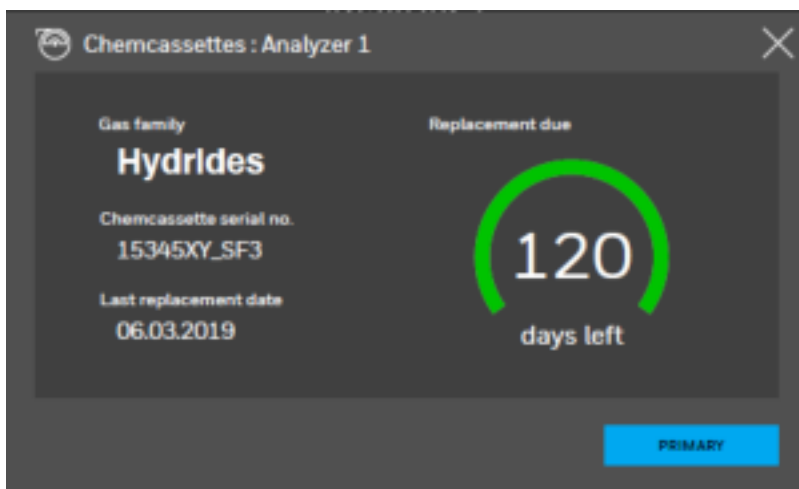 Chemcassettes : Analyzer 1
Gas family
Hydrides
Chemcassette serial no.
15345XY_SF3
Last replacement date
06.03.2019
Replacement due
120
days left
PRIMARY